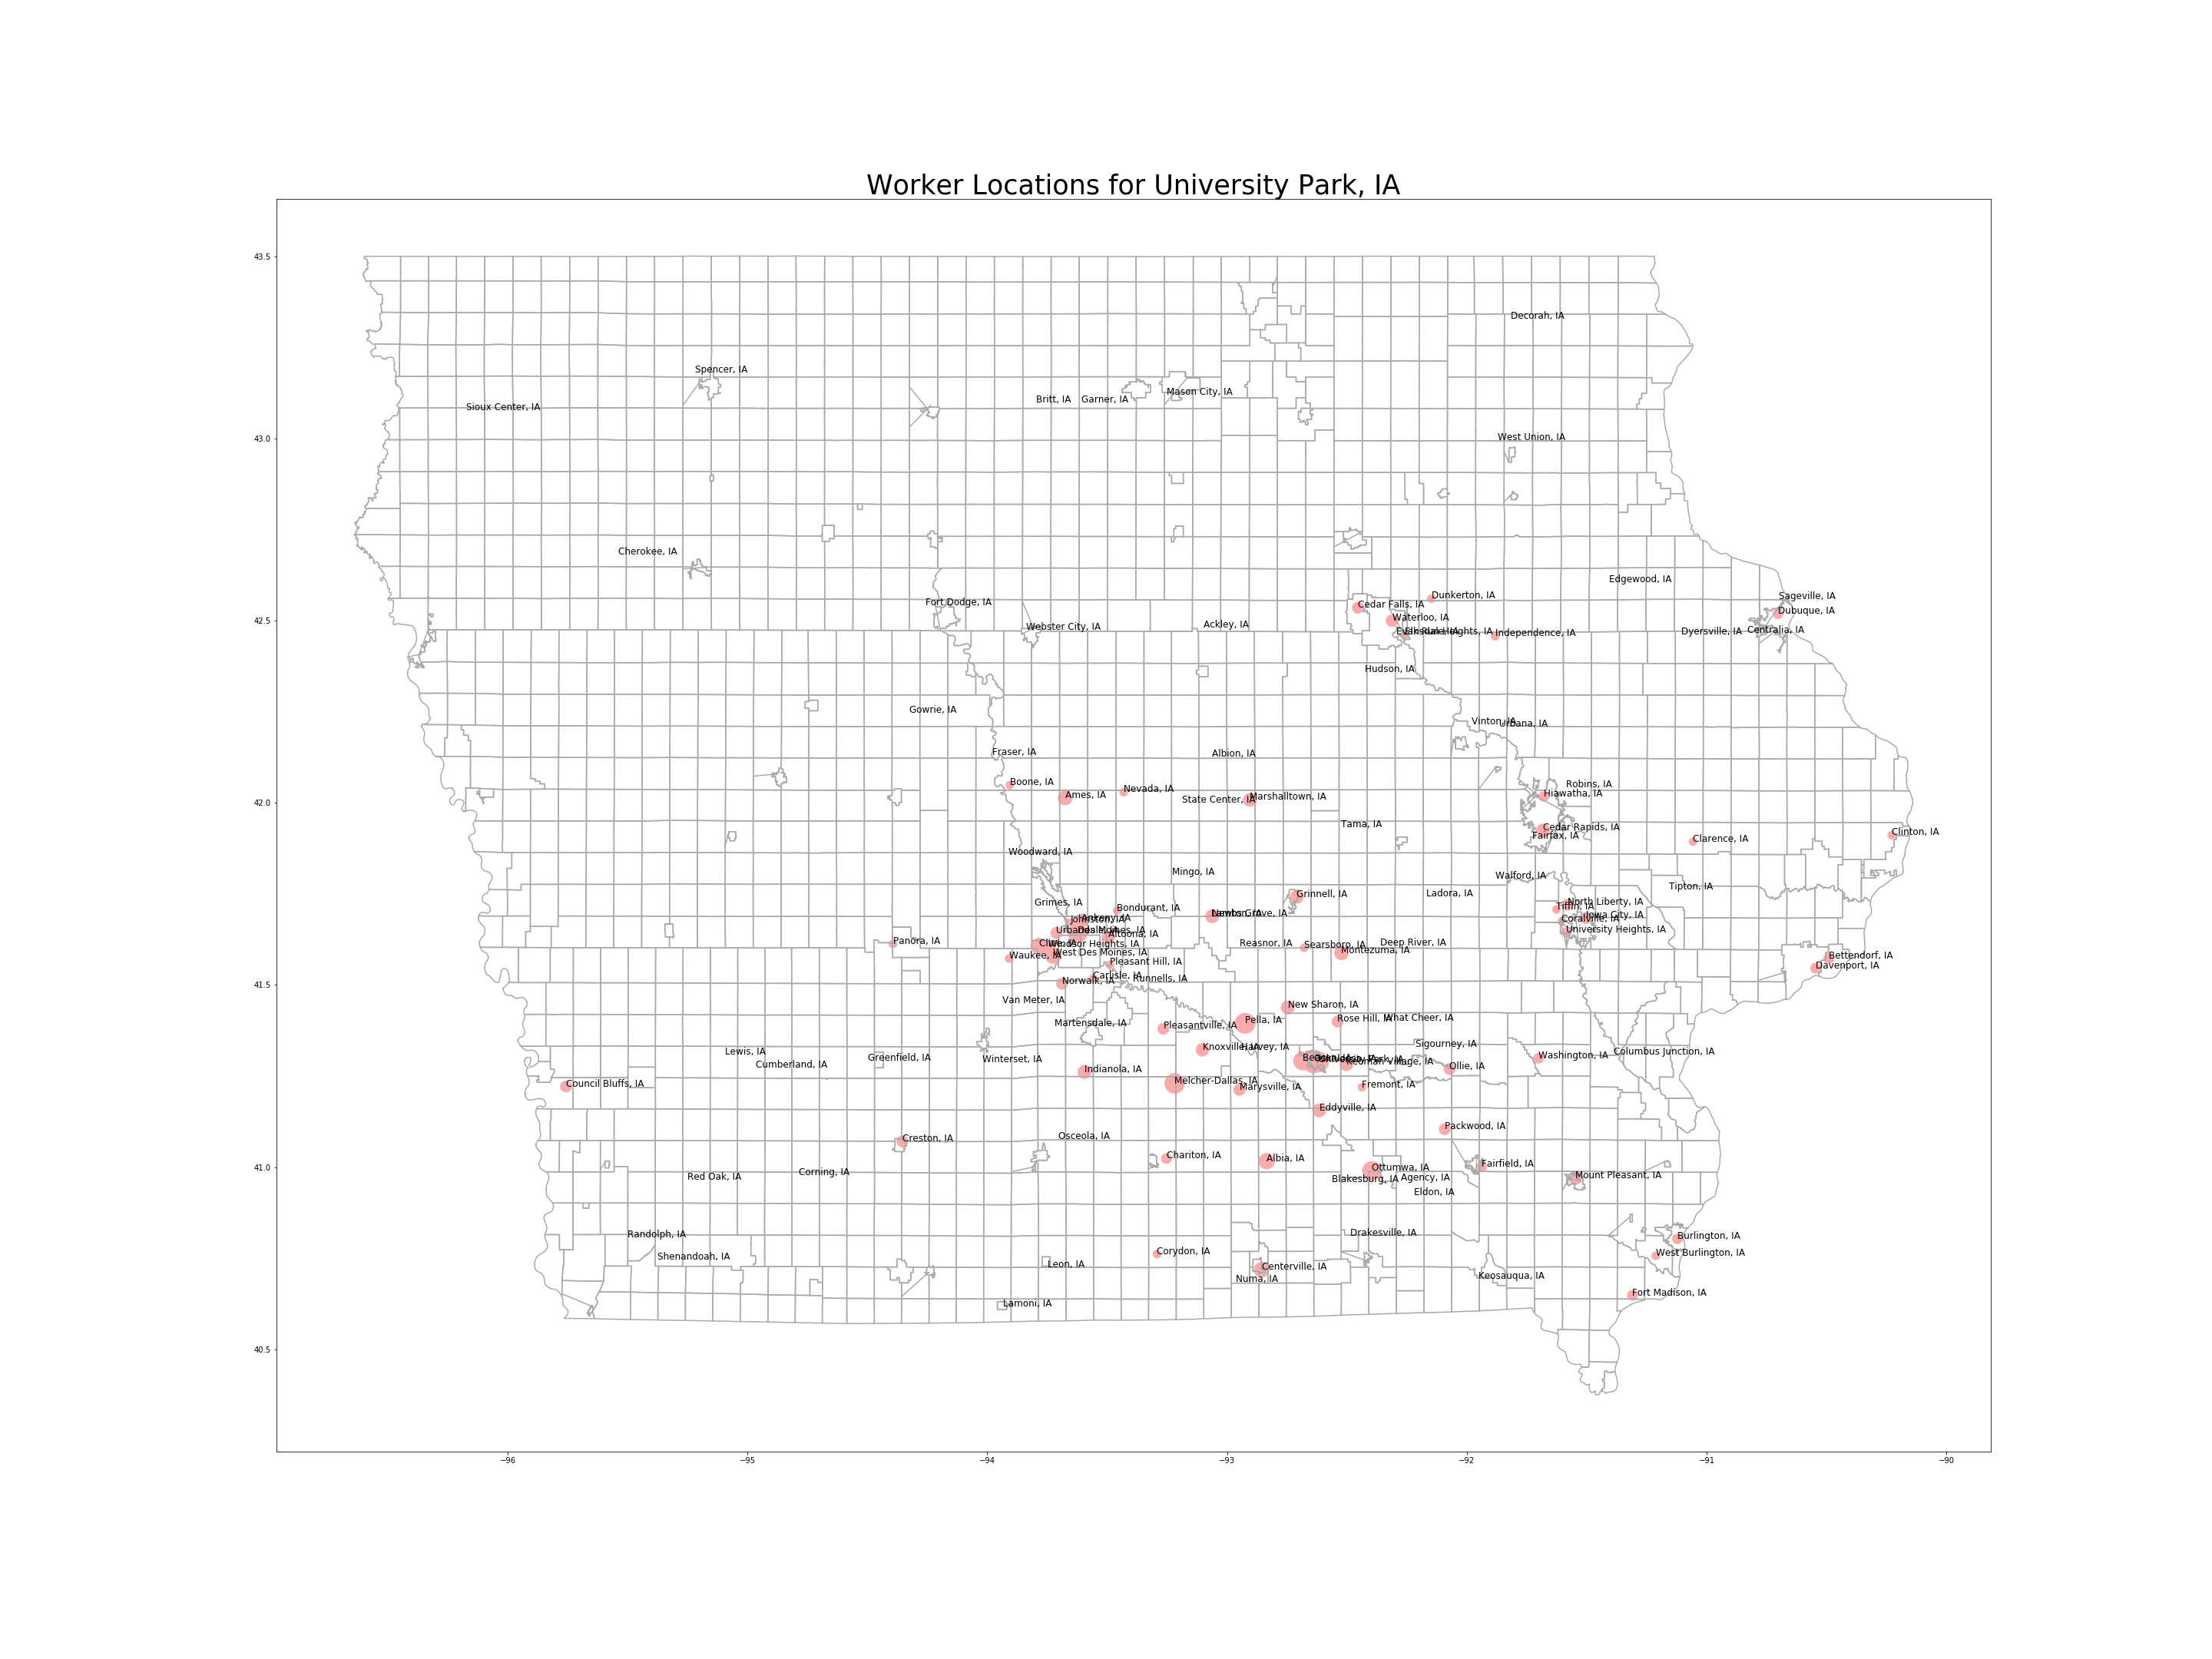 Worker Locations for University Park, IA
43.5
Decorah, IA
Spencer, IA
Mason City, IA
Britt, IA
Garner, IA
Sioux Center, IA
43.0
West Union, IA
Cherokee, IA
Edgewood, IA
Sageville, IA
Dunkerton, IA
Fort Dodge, IA
Cedar Falls, IA
Dubuque, IA
42.5
Waterloo, IA
Ackley, IA
Webster City, IA
Elk Run Heights, IA
Independence, IA
Dyersville, IA
Centralia, IA
Hudson, IA
Gowrie, IA
Vinton, IA
Urbana, IA
Fraser, IA
Albion, IA
Boone, IA
Robins, IA
Nevada, IA
Hiawatha, IA
Ames, IA
State Center, IA
Marshalltown, IA
42.0
Tama, IA
Cedar Rapids, IA
Fairfax, IA
Clinton, IA
Clarence, IA
Woodward, IA
Mingo, IA
Walford, IA
Tipton, IA
Grinnell, IA
Ladora, IA
Grimes, IA
North Liberty, IA
Tiffin, IA
Bondurant, IA
Iowa City, IA
Coralville, IA
Ankeny, IA
Johnston, IA
University Heights, IA
Des Moines, IA
Altoona, IA
Panora, IA
Clive, IA
Windsor Heights, IA
Reasnor, IA
Searsboro, IA
Deep River, IA
Montezuma, IA
Waukee, IA
West Des Moines, IA
Pleasant Hill, IA
Bettendorf, IA
Davenport, IA
Carlisle, IA
Runnells, IA
Norwalk, IA
41.5
Van Meter, IA
New Sharon, IA
Martensdale, IA
Pleasantville, IA
Pella, IA
Rose Hill, IA
What Cheer, IA
Lewis, IA
Cumberland, IA
Greenfield, IA
Winterset, IA
Knoxville, IA
Harvey, IA
Sigourney, IA
Washington, IA
Columbus Junction, IA
Keomah Village, IA
Ollie, IA
Indianola, IA
Council Bluffs, IA
Melcher-Dallas, IA
Marysville, IA
Fremont, IA
Eddyville, IA
Packwood, IA
Creston, IA
Osceola, IA
Chariton, IA
Albia, IA
41.0
Ottumwa, IA
Fairfield, IA
Red Oak, IA
Corning, IA
Blakesburg, IA
Agency, IA
Mount Pleasant, IA
Eldon, IA
Randolph, IA
Drakesville, IA
Burlington, IA
Shenandoah, IA
Corydon, IA
West Burlington, IA
Leon, IA
Centerville, IA
Numa, IA
Keosauqua, IA
Lamoni, IA
Fort Madison, IA
40.5
−96
−95
−94
−93
−92
−91
−90